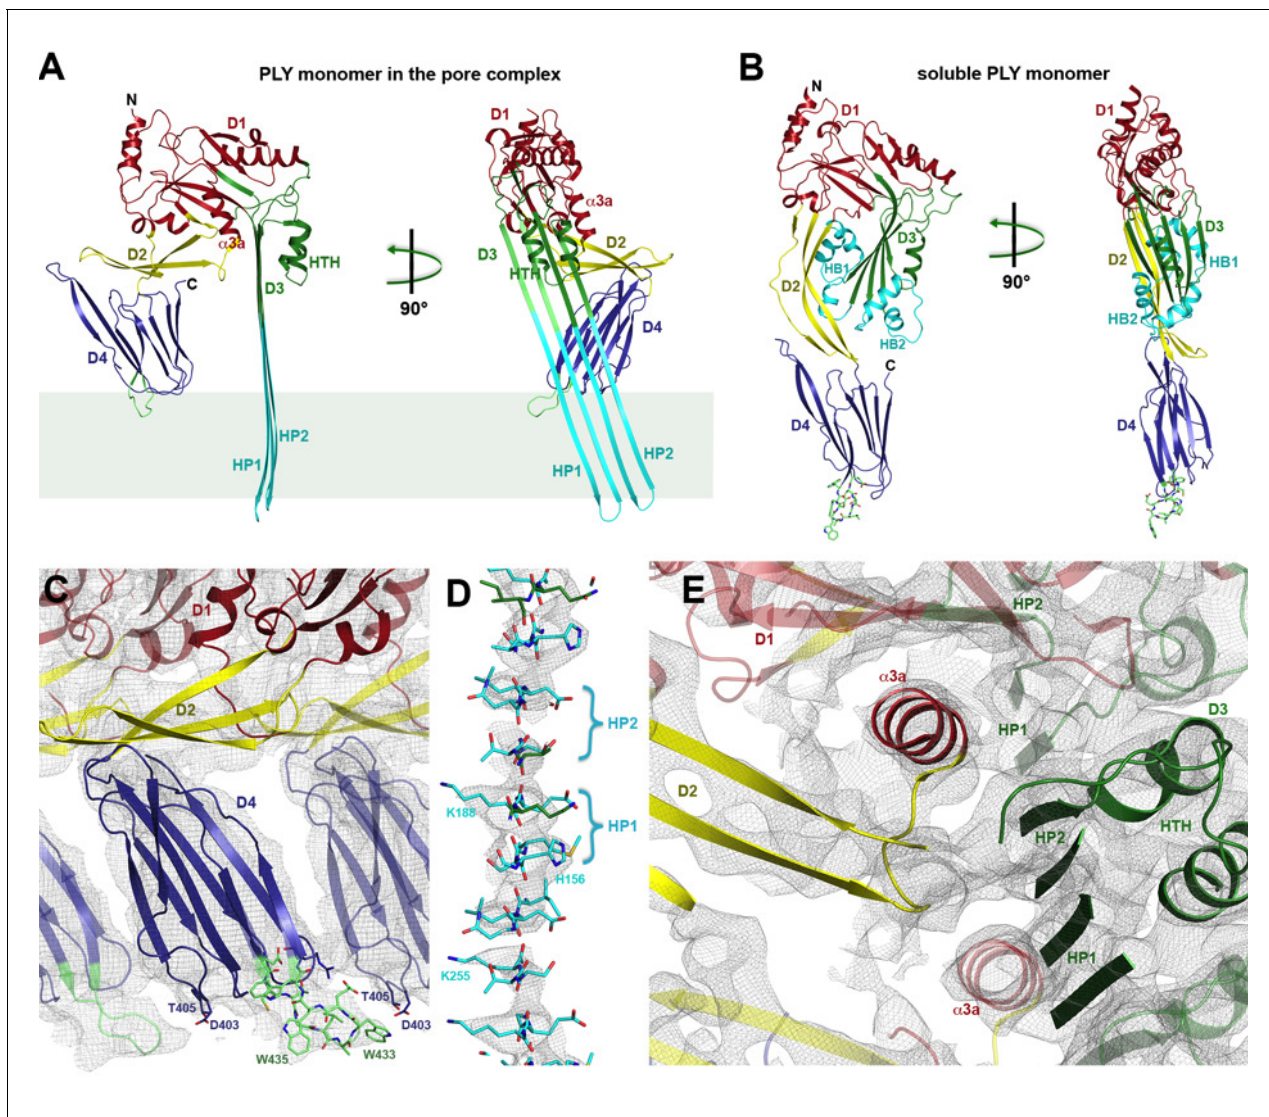 A
PLY monomer in the pore complex
N
D1
α3a
D2
C
HTH
D3
D4
HP2
HP1
90°
D1
α3a
D3
D2
HTH
D4
HP1
HP2
B
soluble PLY monomer
N
D1
D3
HB1
D2
HB2
C
D4
90°
D1
D3
D2
HB1
HB2
D4
C
D1
D2
D4
T405
D403
T405
D403
W435
W433
D
HP2
K188
HP1
H156
K255
E
HP2
D1
α3a
HP1
D3
D2
HP2
HTH
HP1
α3a